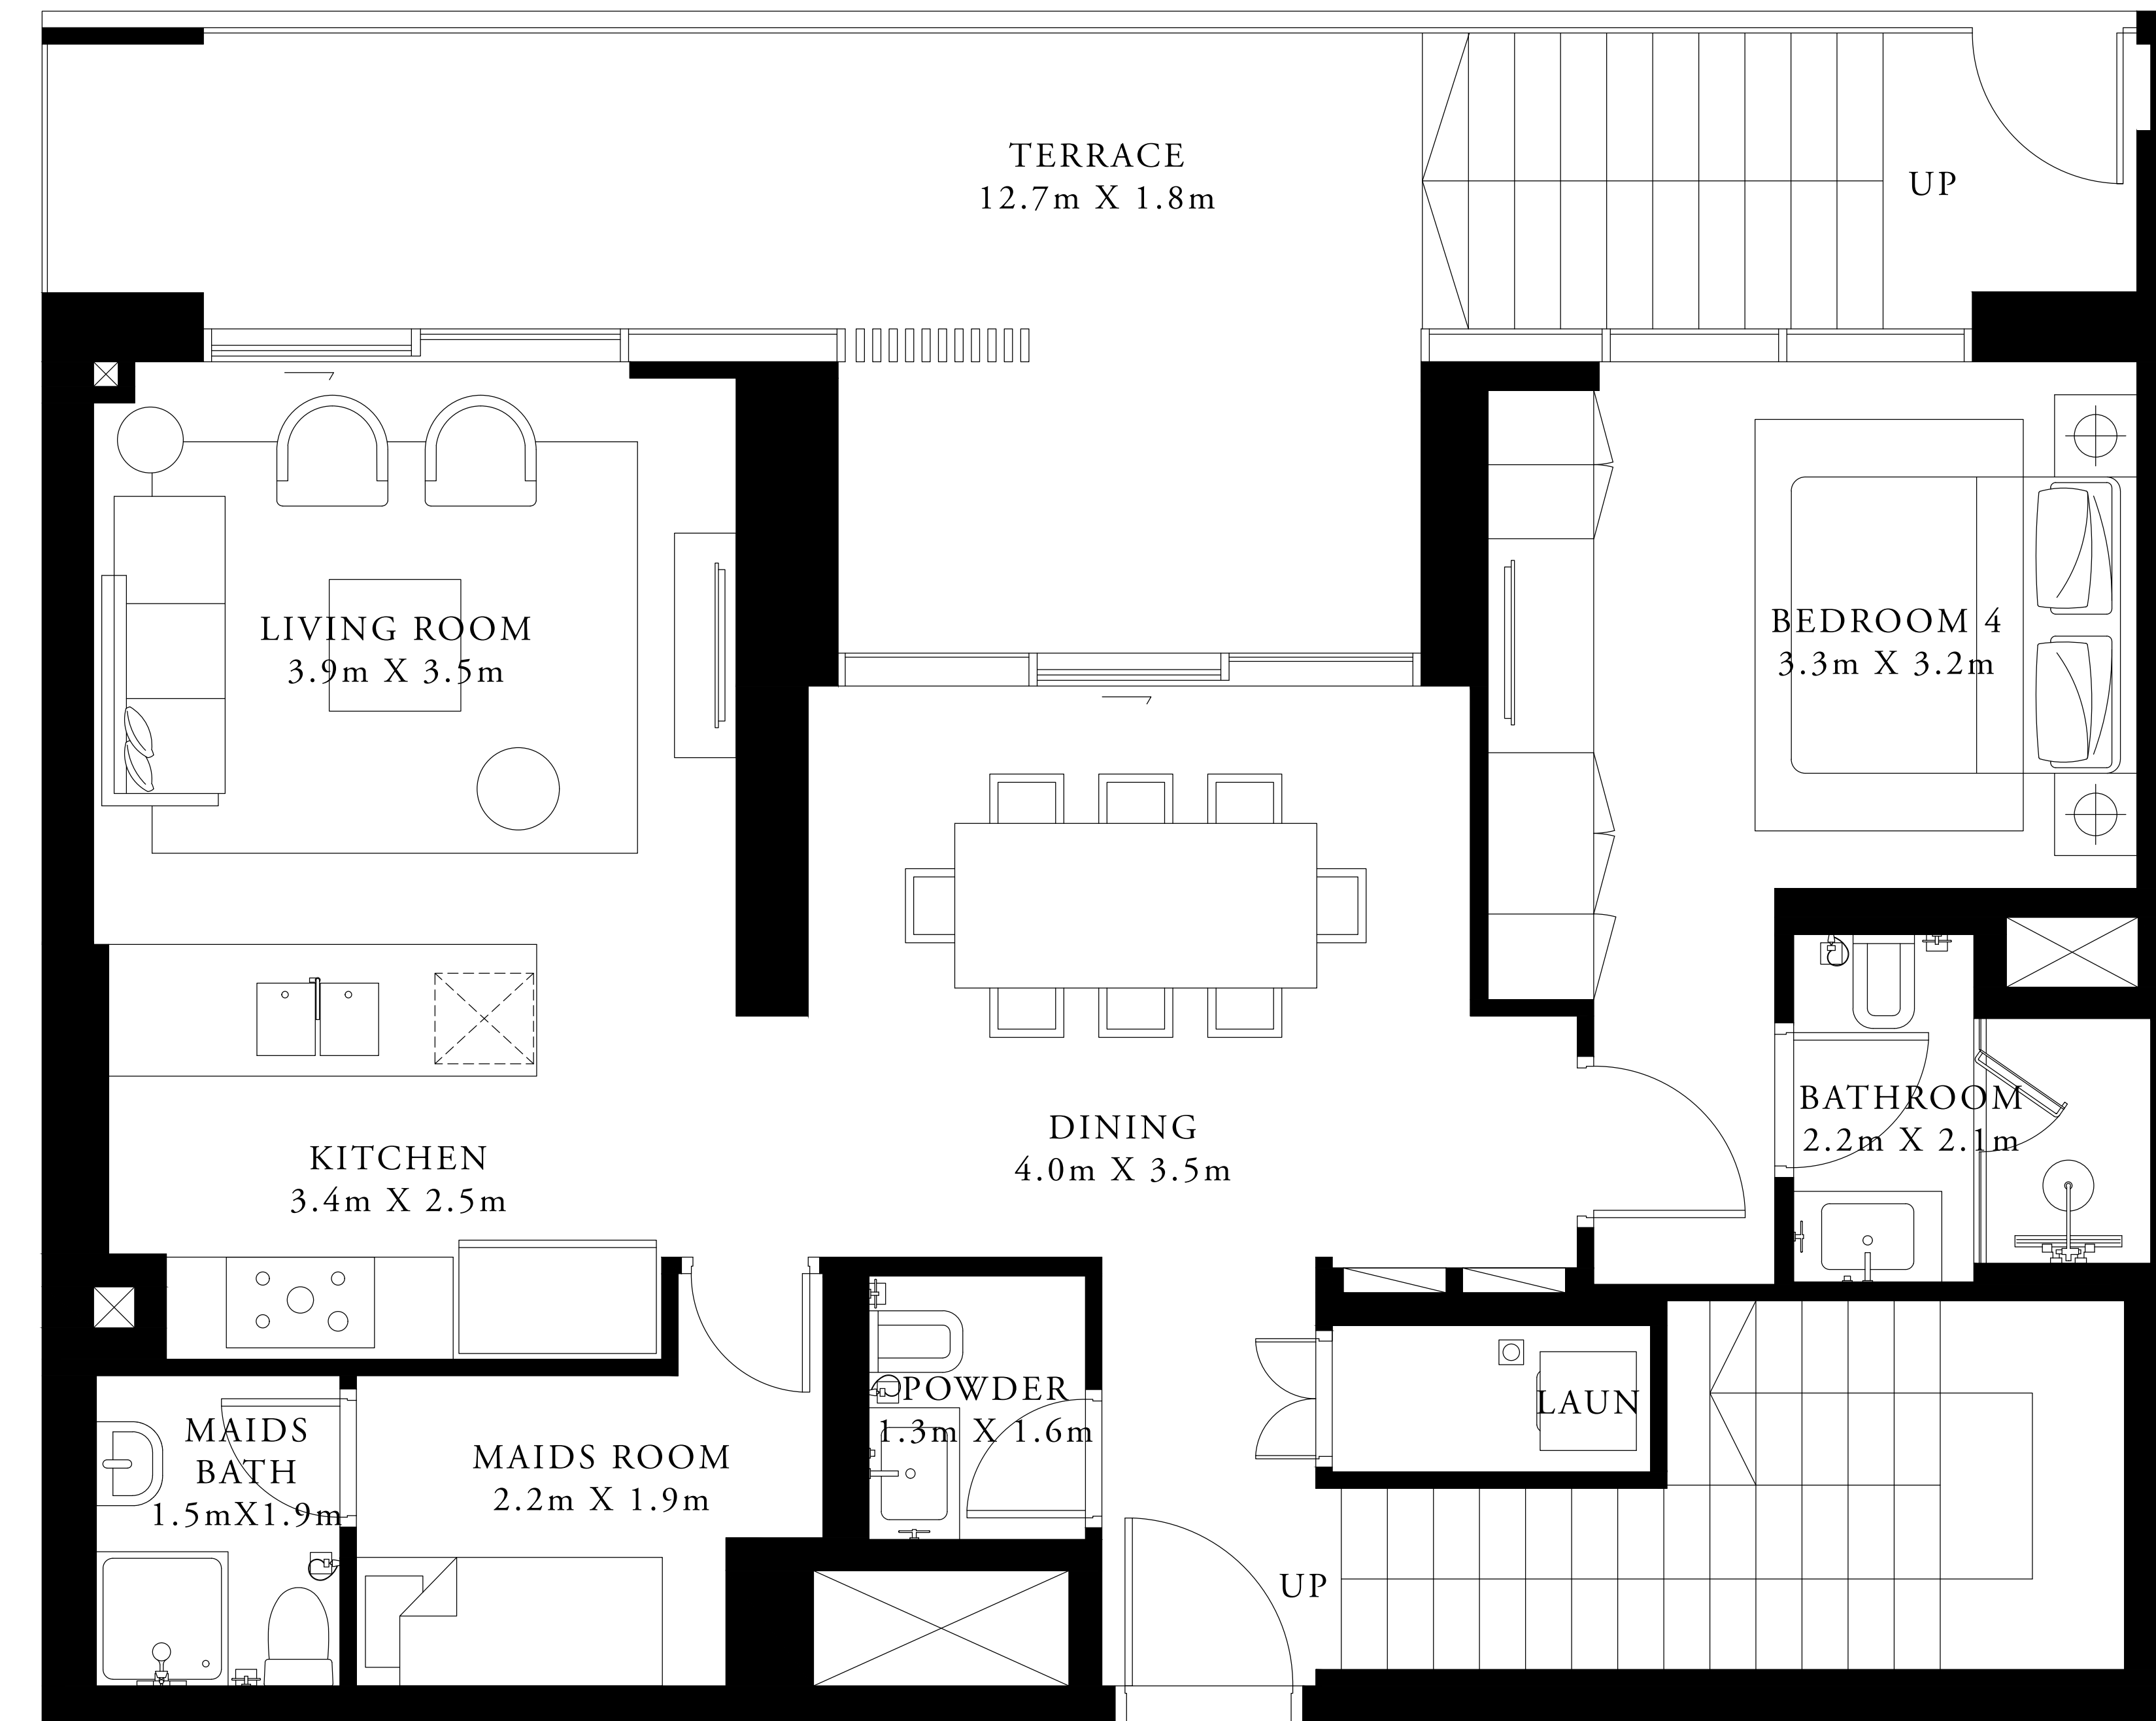 TERRACE
12.7m X 1.8m
UP
LIVING ROOM
3.9m X 3.5m
BEDROOM 4
3.3m X 3.2m
BATHROOM
2.2m X 2.1m
DINING
4.0m X 3.5m
KITCHEN
3.4m X 2.5m
POWDER
1.3m X 1.6m
LAUN
MAIDS
BATH
1.5mX1.9m
MAIDS ROOM
2.2m X 1.9m
UP